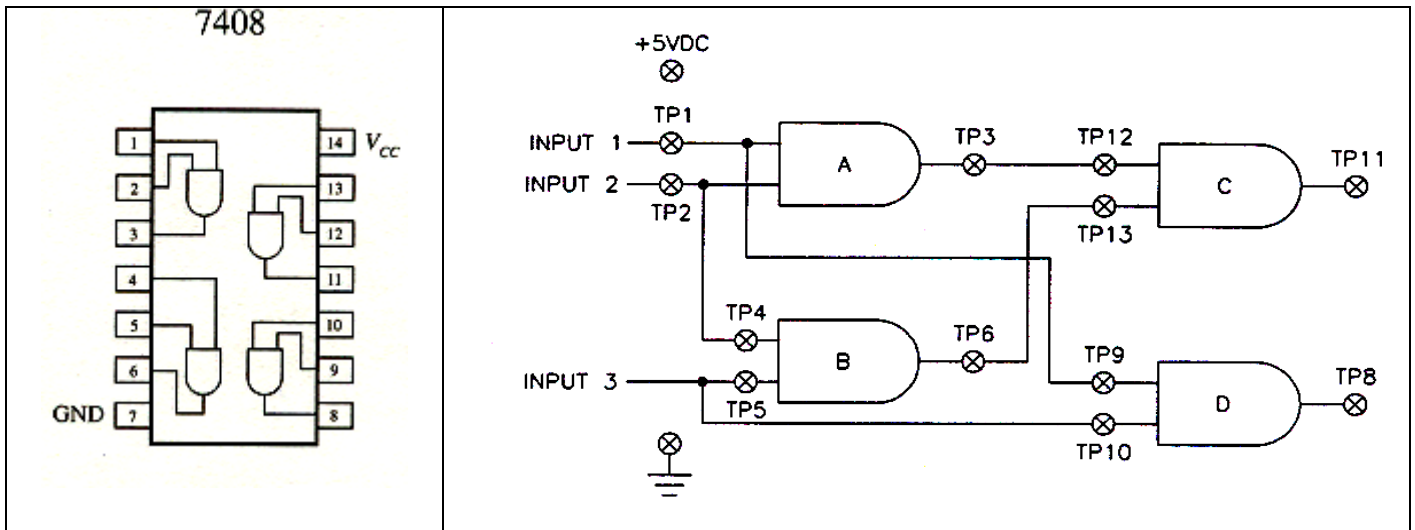 7408
1
14
V_CC
2
13
3
12
4
11
5
10
6
9
GND
7
8
+5VDC
TP1
INPUT 1
A
TP3
TP12
C
TP11
INPUT 2
TP2
TP13
TP4
B
TP6
TP9
D
TP8
INPUT 3
TP5
TP10